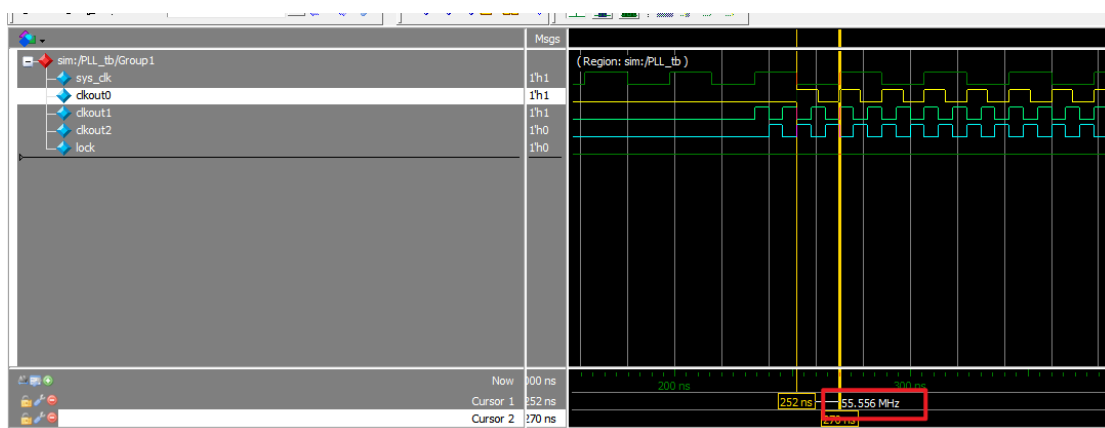 Msgs
sim:/PLL_tb/Group1
(Region: sim:/PLL_tb )
sys_clk 1'h1
clkout0 1'h1
clkout1 1'h1
clkout2 1'h0
lock 1'h0
Now 000 ns
200 ns 300 ns
Cursor 1 252 ns
252 ns 55.556 MHz
Cursor 2 270 ns
270 ns